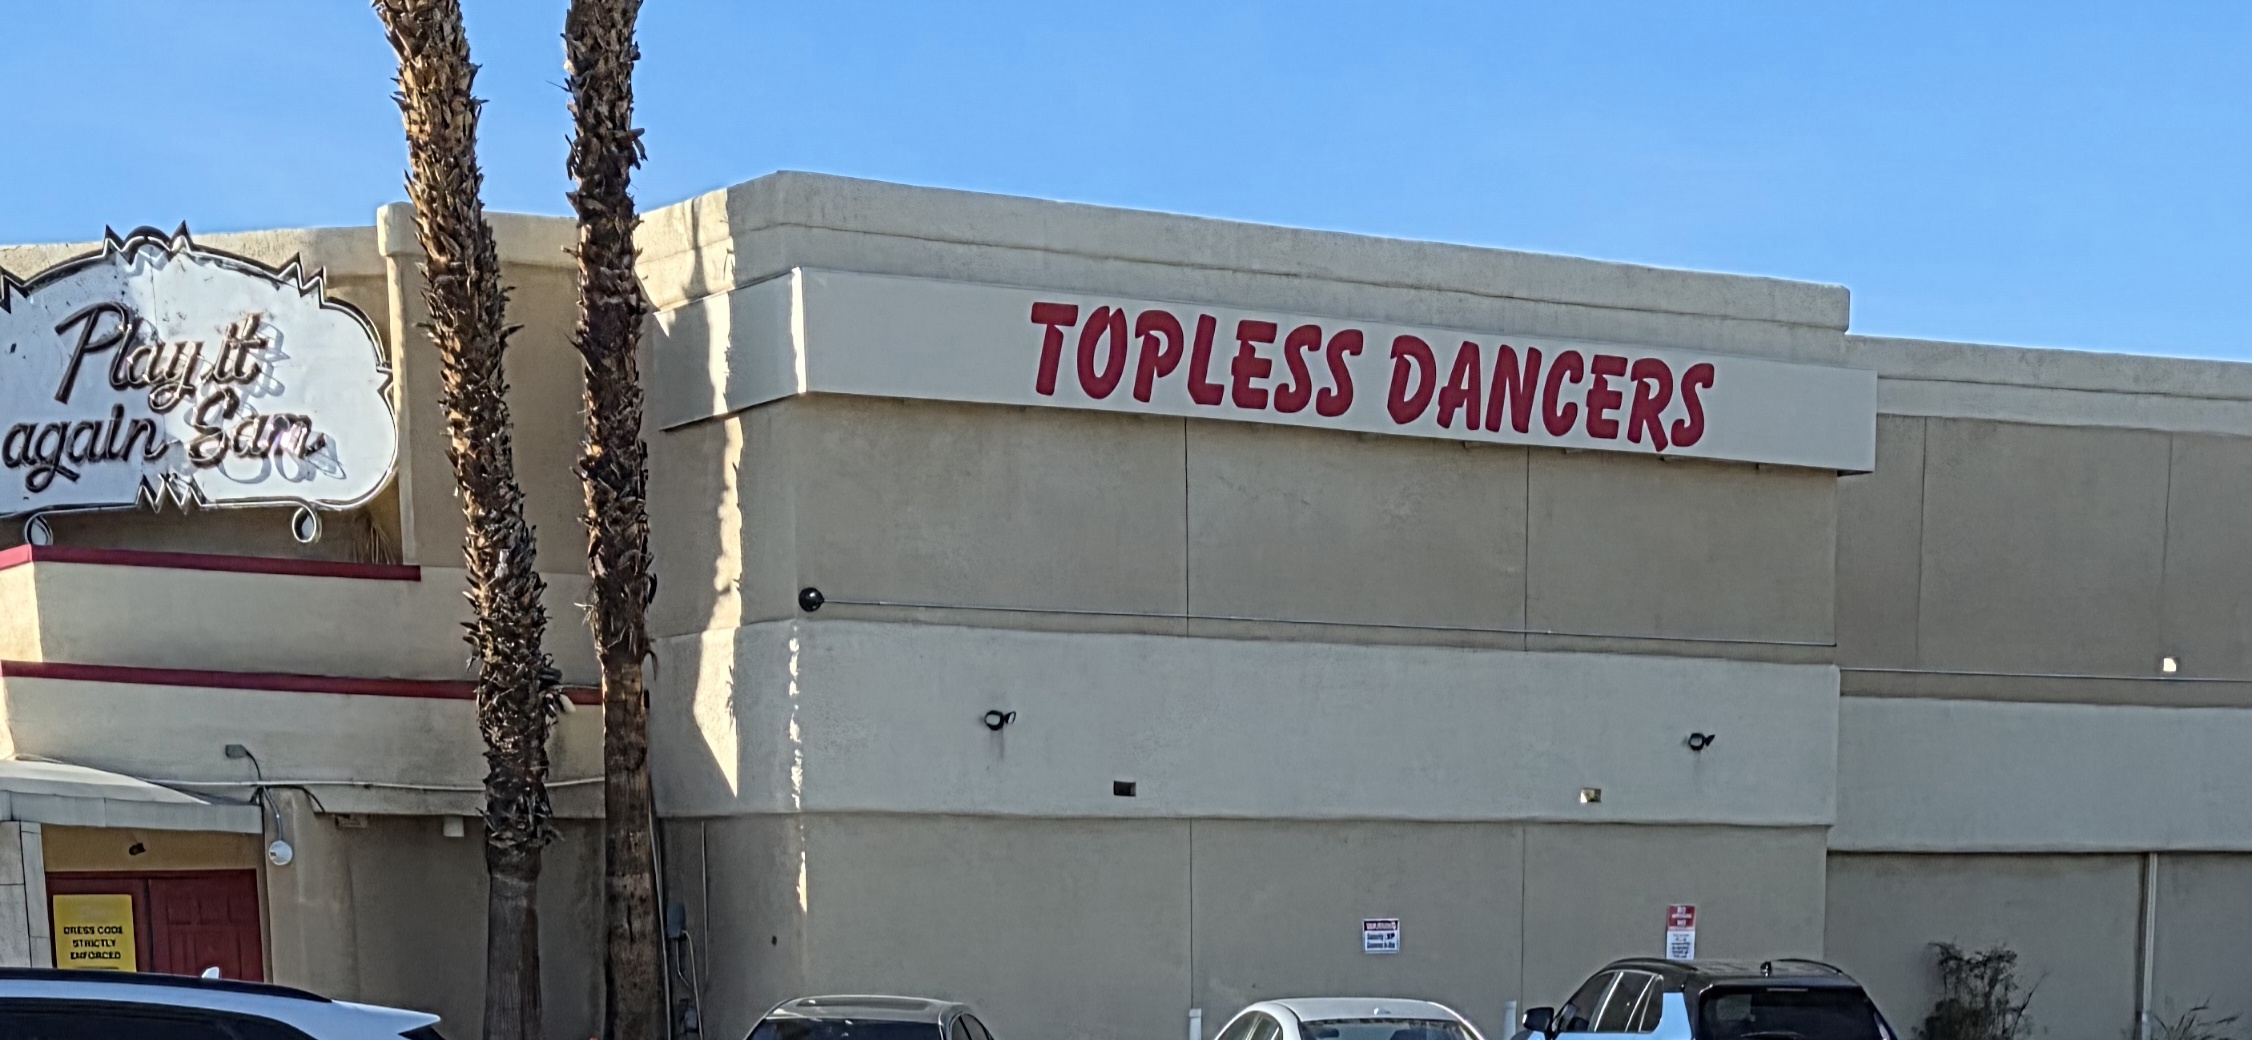 Play it
again Sam
TOPLESS DANCERS
DRESS CODE
STRICTLY
ENFORCED